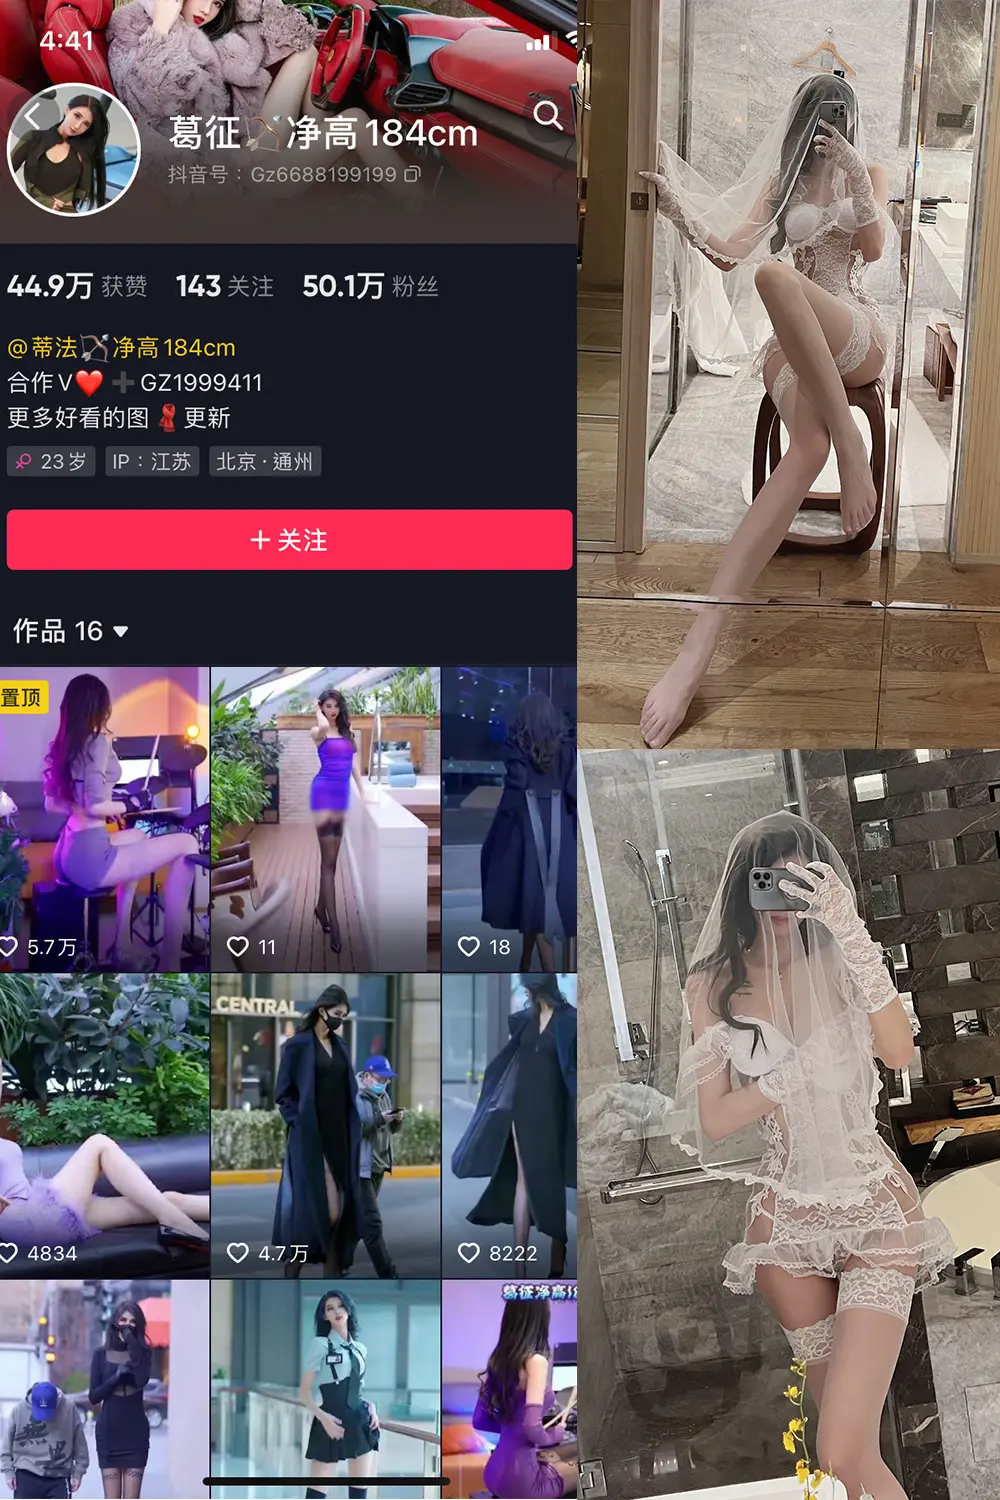 4:41
葛征🏹净高184cm
抖音号：Gz6688199199
44.9万 获赞 143 关注 50.1万 粉丝
@蒂法🏹净高184cm
合作V❤️➕GZ1999411
更多好看的图🧣更新
23岁 IP：江苏 北京·通州
+ 关注
作品 16
置顶
5.7万 11 18
CENTRAL
4834 4.7万 8222
葛征净高